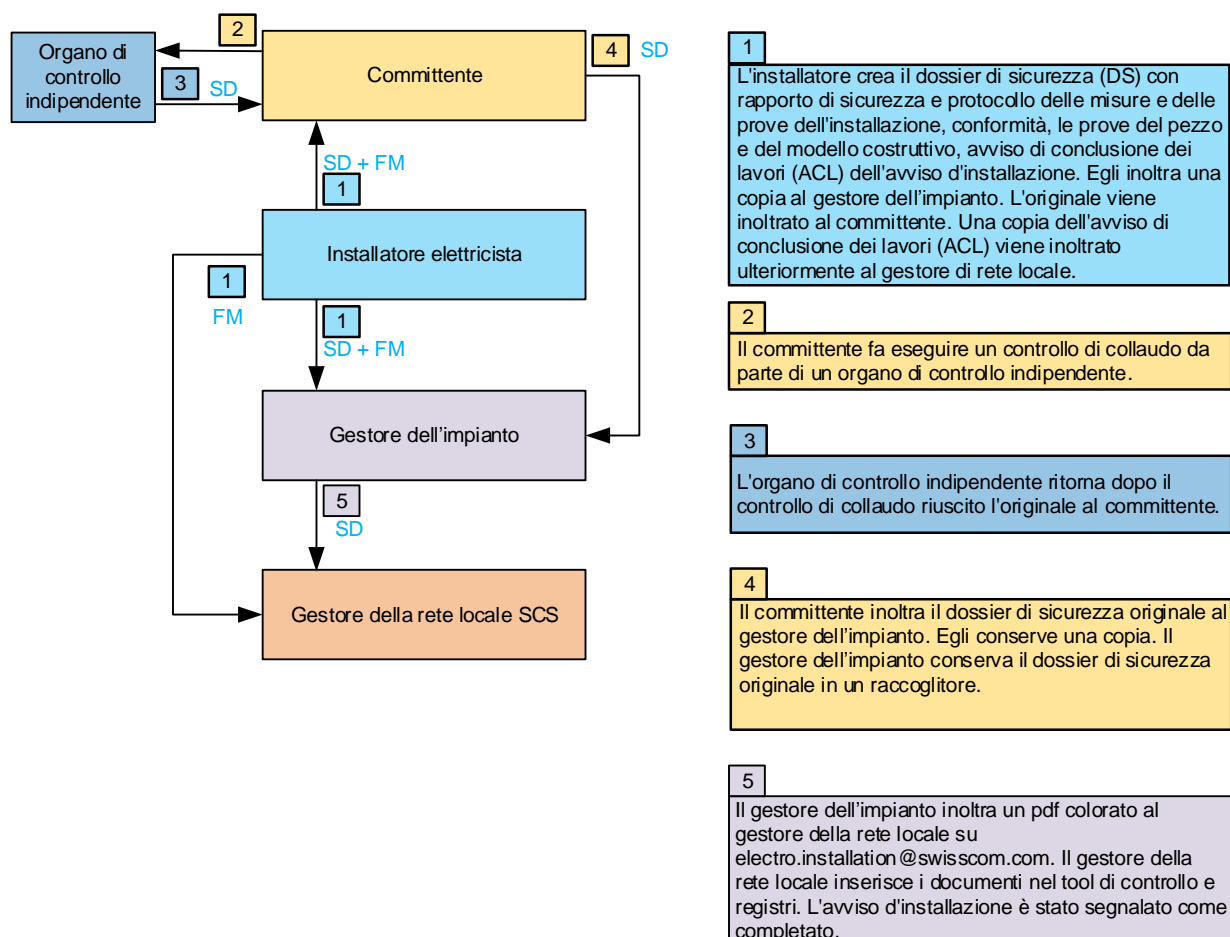 2
4 SD
Organo di
controllo
indipendente
Committente
3 SD
SD + FM
1
Installatore elettricista
1
FM
1
SD + FM
Gestore dell'impianto
5
SD
Gestore della rete locale SCS
1
L'installatore crea il dossier di sicurezza (DS) con
rapporto di sicurezza e protocollo delle misure e delle
prove dell'installazione, conformità, le prove del pezzo
e del modello costruttivo, avviso di conclusione dei
lavori (ACL) dell'avviso d'installazione. Egli inoltra una
copia al gestore dell'impianto. L'originale viene
inoltrato al committente. Una copia dell'avviso di
conclusione dei lavori (ACL) viene inoltrato
ulteriormente al gestore di rete locale.
2
Il committente fa eseguire un controllo di collaudo da
parte di un organo di controllo indipendente.
3
L'organo di controllo indipendente ritorna dopo il
controllo di collaudo riuscito l'originale al committente.
4
Il committente inoltra il dossier di sicurezza originale al
gestore dell'impianto. Egli conserve una copia. Il
gestore dell'impianto conserva il dossier di sicurezza
originale in un raccoglitore.
5
Il gestore dell'impianto inoltra un pdf colorato al
gestore della rete locale su
electro.installation@swisscom.com. Il gestore della
rete locale inserisce i documenti nel tool di controllo e
registri. L'avviso d'installazione è stato segnalato come
completato.